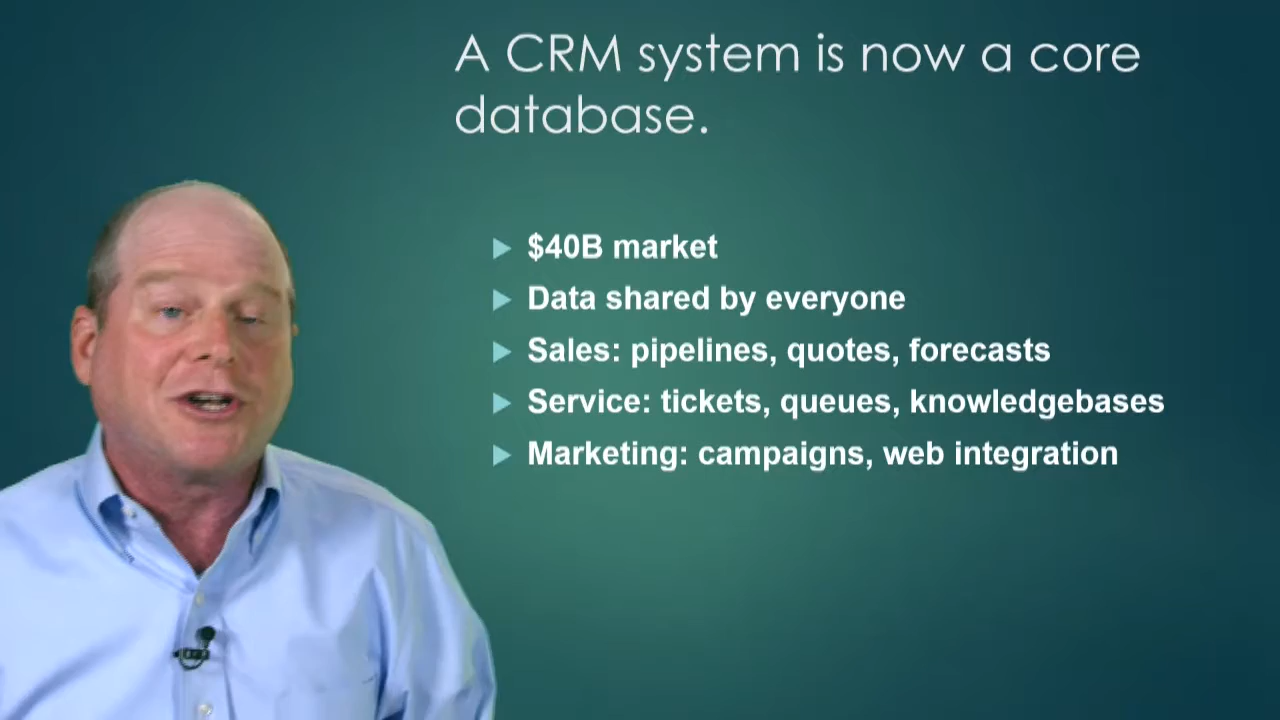 A CRM system is now a core
database.
$40B market
Data shared by everyone
Sales: pipelines, quotes, forecasts
Service: tickets, queues, knowledgebases
Marketing: campaigns, web integration